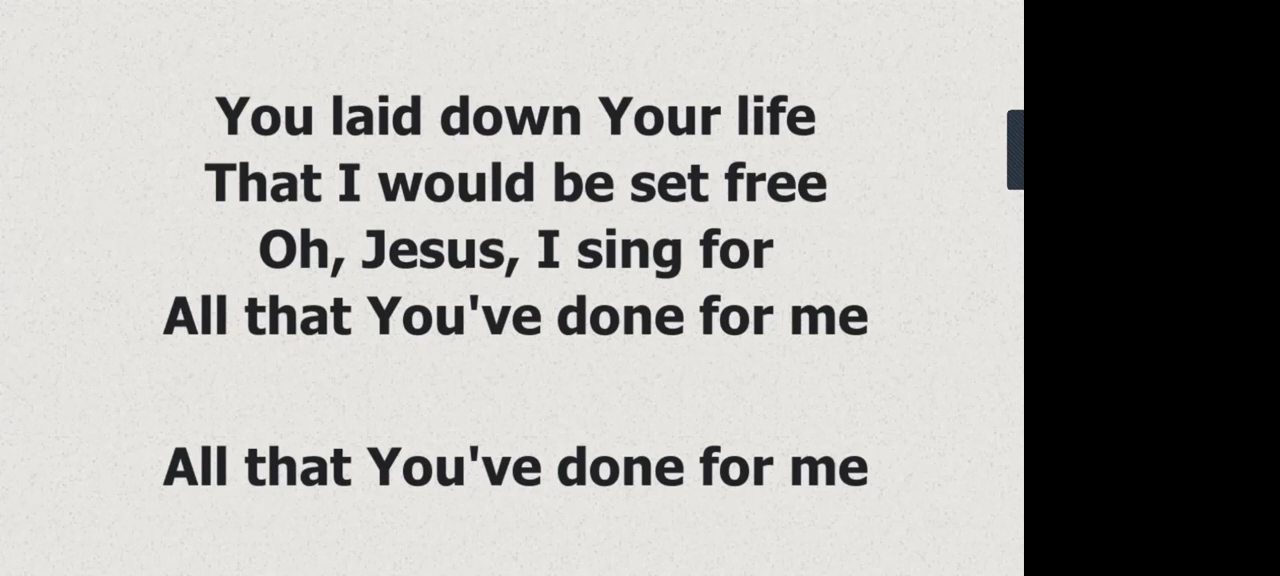 You laid down Your life
That I would be set free
Oh, Jesus, I sing for
All that You've done for me
All that You've done for me